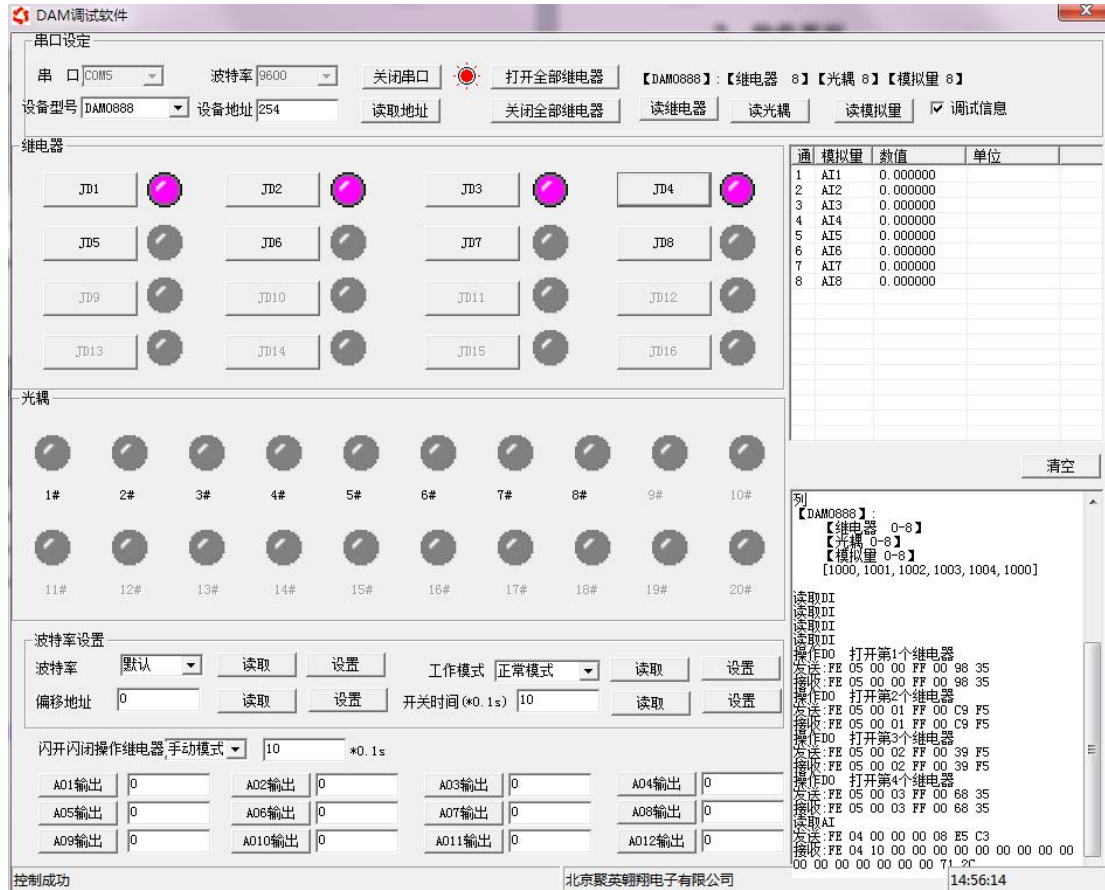 DAM调试软件
串口设定
串 口 COM5 波特率 9600 关闭串口 打开全部继电器 【DAM0888】:【继电器 8】【光耦 8】【模拟量 8】
设备型号 DAM0888 设备地址 254 读取地址 关闭全部继电器 读继电器 读光耦 读模拟量 调试信息
继电器
JD1 JD2 JD3 JD4
JD5 JD6 JD7 JD8
JD9 JD10 JD11 JD12
JD13 JD14 JD15 JD16
通 模拟量 数值 单位
1 AI1 0.000000
2 AI2 0.000000
3 AI3 0.000000
4 AI4 0.000000
5 AI5 0.000000
6 AI6 0.000000
7 AI7 0.000000
8 AI8 0.000000
光耦
1# 2# 3# 4# 5# 6# 7# 8# 9# 10#
11# 12# 13# 14# 15# 16# 17# 18# 19# 20#
清空
列
【DAM0888】:
【继电器 0-8】
【光耦 0-8】
【模拟量 0-8】
[1000,1001,1002,1003,1004,1000]
读取DI
读取DI
读取DI
读取DI
操作DO 打开第1个继电器
发送:FE 05 00 00 FF 00 98 35
接收:FE 05 00 00 FF 00 98 35
操作DO 打开第2个继电器
发送:FE 05 00 01 FF 00 C9 F5
接收:FE 05 00 01 FF 00 C9 F5
操作DO 打开第3个继电器
发送:FE 05 00 02 FF 00 39 F5
接收:FE 05 00 02 FF 00 39 F5
操作DO 打开第4个继电器
发送:FE 05 00 03 FF 00 68 35
接收:FE 05 00 03 FF 00 68 35
读取AI
发送:FE 04 00 00 00 08 E5 C3
接收:FE 04 10 00 00 00 00 00 00 00 00 00
00 00 00 00 00 00 00 71 2C
波特率设置
波特率 默认 读取 设置 工作模式 正常模式 读取 设置
偏移地址 0 读取 设置 开关时间(*0.1s) 10 读取 设置
闪开闪闭操作继电器 手动模式 10 *0.1s
AO1输出 0 AO2输出 0 AO3输出 0 AO4输出 0
AO5输出 0 AO6输出 0 AO7输出 0 AO8输出 0
AO9输出 0 AO10输出 0 AO11输出 0 AO12输出 0
控制成功 北京聚英翱翔电子有限公司 14:56:14